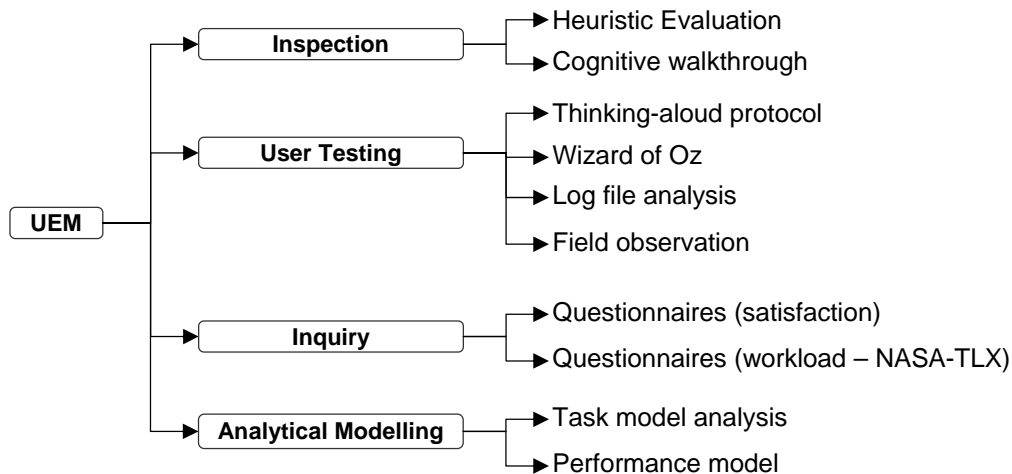 UEM
Inspection
Heuristic Evaluation
Cognitive walkthrough
User Testing
Thinking-aloud protocol
Wizard of Oz
Log file analysis
Field observation
Inquiry
Questionnaires (satisfaction)
Questionnaires (workload – NASA-TLX)
Analytical Modelling
Task model analysis
Performance model